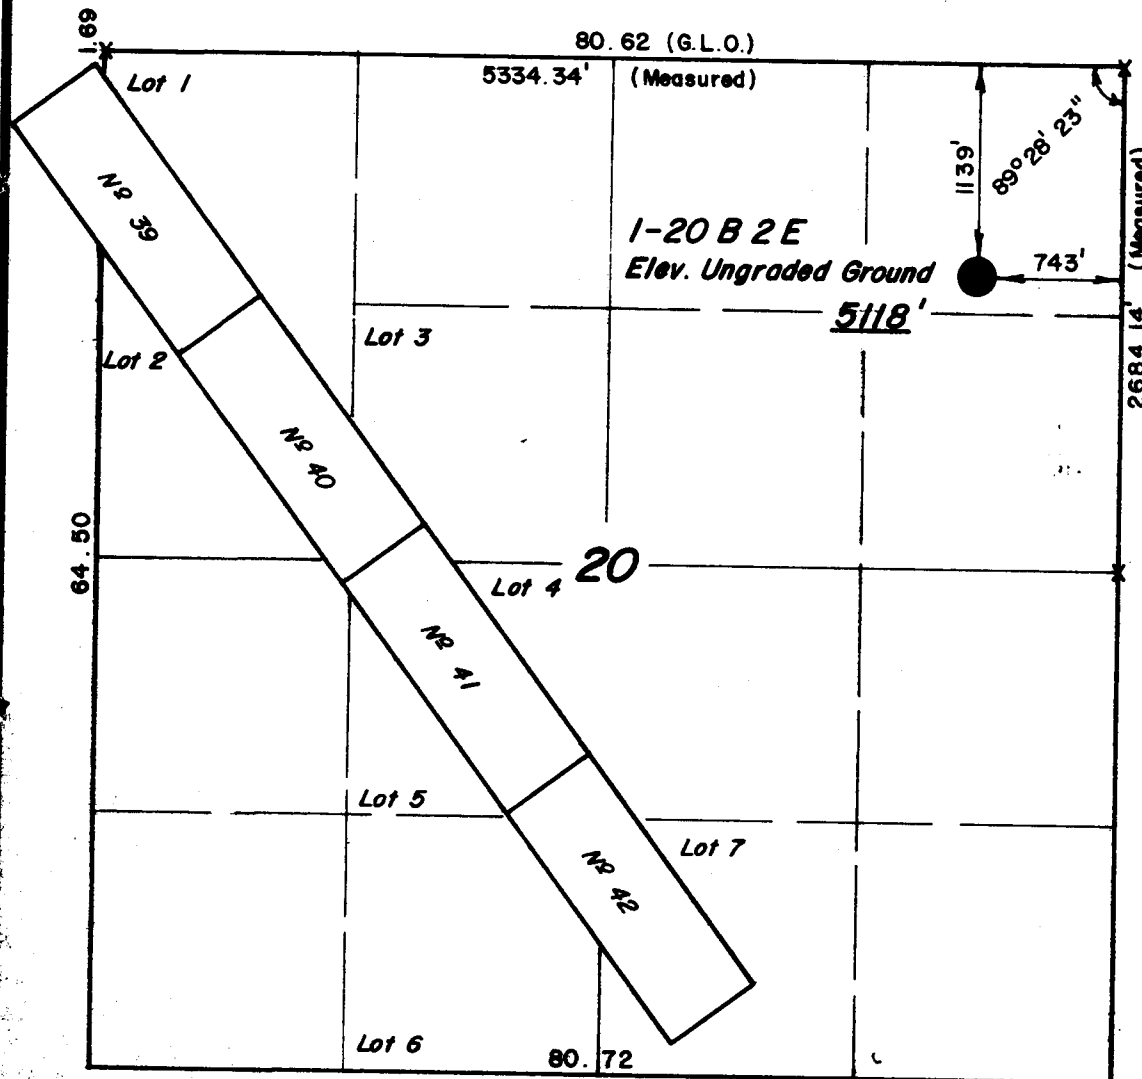 1.69
80.62 (G.L.O.)
5334.34' (Measured)
Lot 1
89° 28' 23"
1139'
No 39
1-20 B 2 E
Elev. Ungraded Ground
5118'
743'
2684.14' (Measured)
Lot 3
Lot 2
No 40
64.50
20
Lot 4
No 41
Lot 5
Lot 7
No 42
Lot 6
80.72